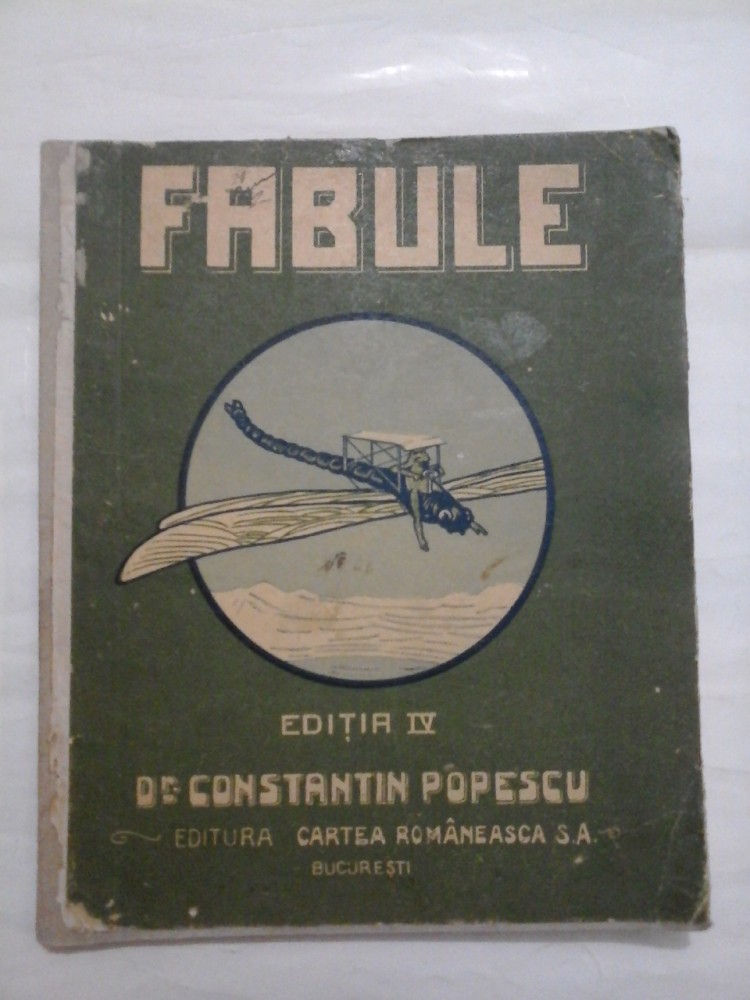 FABULE
EDIȚIA IV
DR. CONSTANTIN POPESCU
EDITURA CARTEA ROMÂNEASCA S.A.
BUCUREȘTI